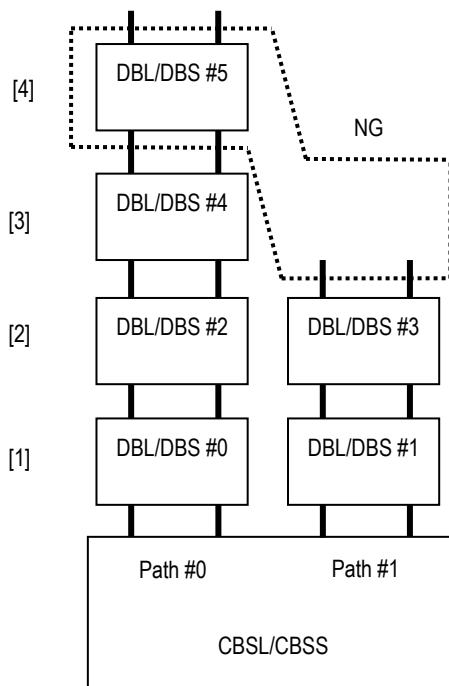 [4]
DBL/DBS #5
NG
[3]
DBL/DBS #4
[2]
DBL/DBS #2
DBL/DBS #3
[1]
DBL/DBS #0
DBL/DBS #1
Path #0
Path #1
CBSL/CBSS